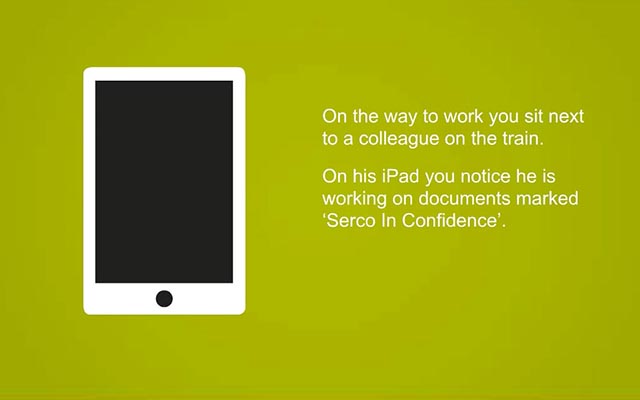 On the way to work you sit next
to a colleague on the train.
On his iPad you notice he is
working on documents marked
‘Serco In Confidence’.